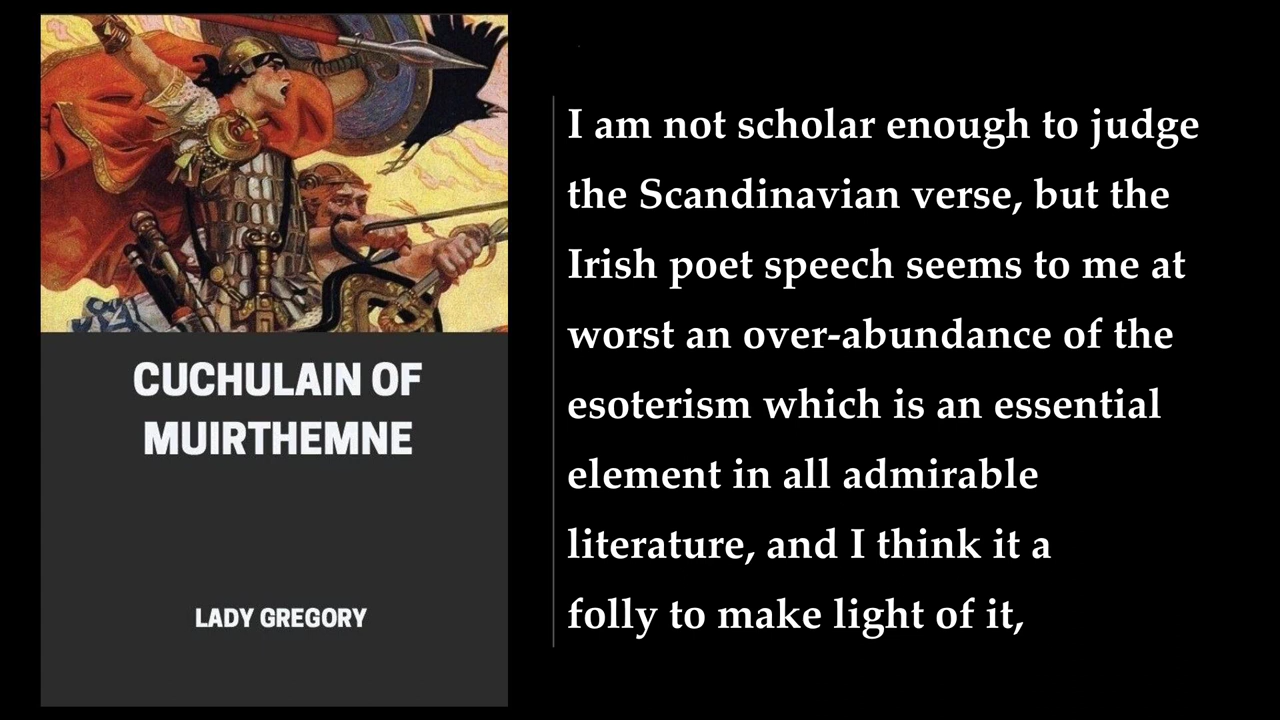 CUCHULAIN OF
MUIRTHEMNE
LADY GREGORY
I am not scholar enough to judge
the Scandinavian verse, but the
Irish poet speech seems to me at
worst an over-abundance of the
esoterism which is an essential
element in all admirable
literature, and I think it a
folly to make light of it,